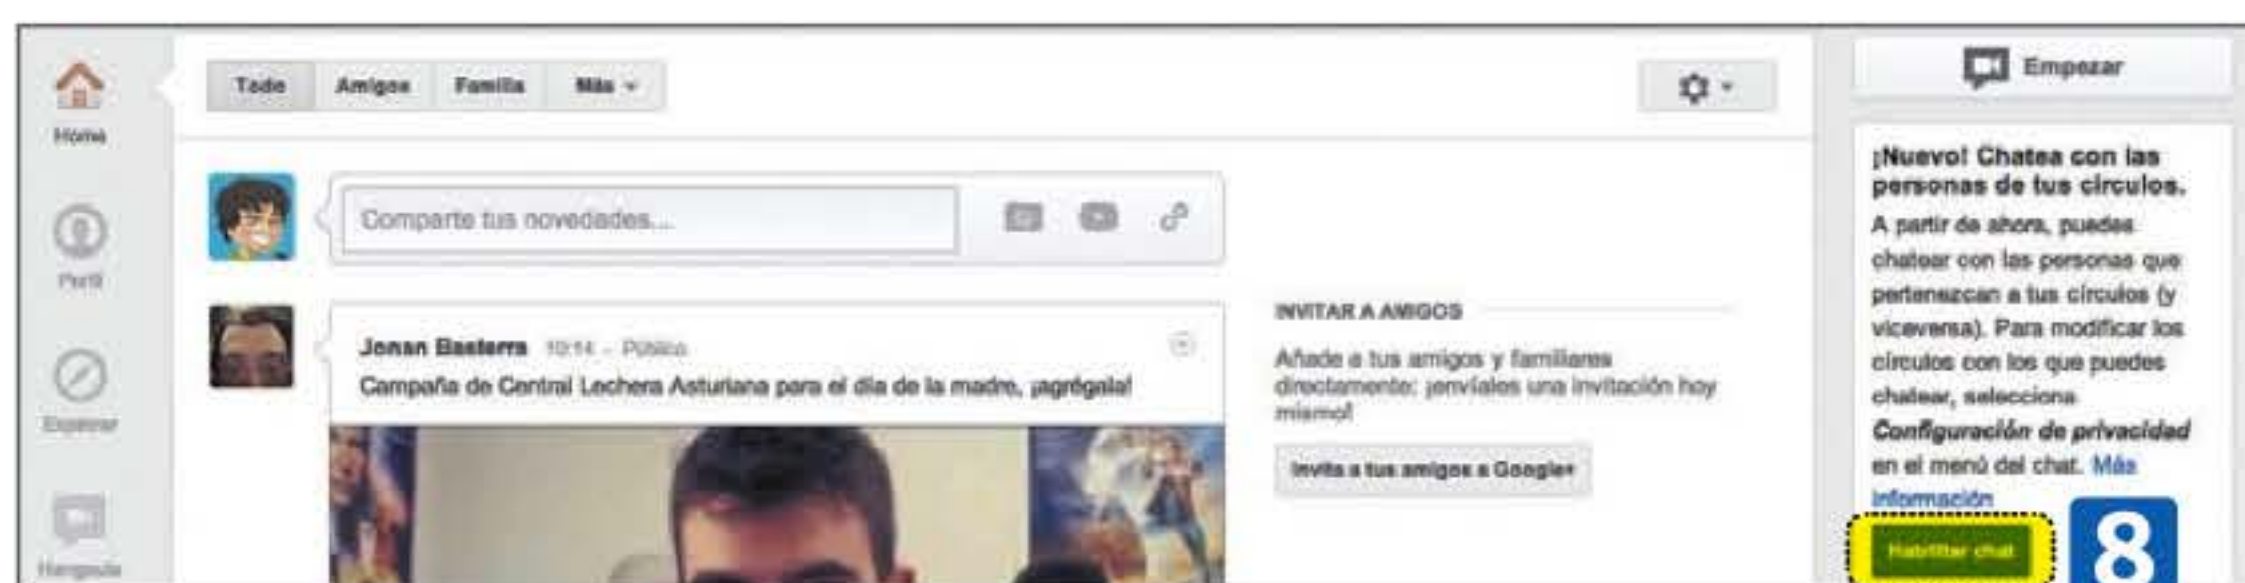 Home
Perfil
Explorar
Hangouts
Todo
Amigos
Familia
Más
Comparte tus novedades...
Jonan Basterra 10:14 - Público
Campaña de Central Lechera Asturiana para el día de la madre, ¡agrégala!
INVITAR A AMIGOS
Añade a tus amigos y familiares
directamente: ¡envíales una invitación hoy
mismo!
Invita a tus amigos a Google+
Empezar
¡Nuevo! Chatea con las
personas de tus círculos.
A partir de ahora, puedes
chatear con las personas que
pertenezcan a tus círculos (y
viceversa). Para modificar los
círculos con los que puedes
chatear, selecciona
Configuración de privacidad
en el menú del chat. Más
información
Habilitar chat
8